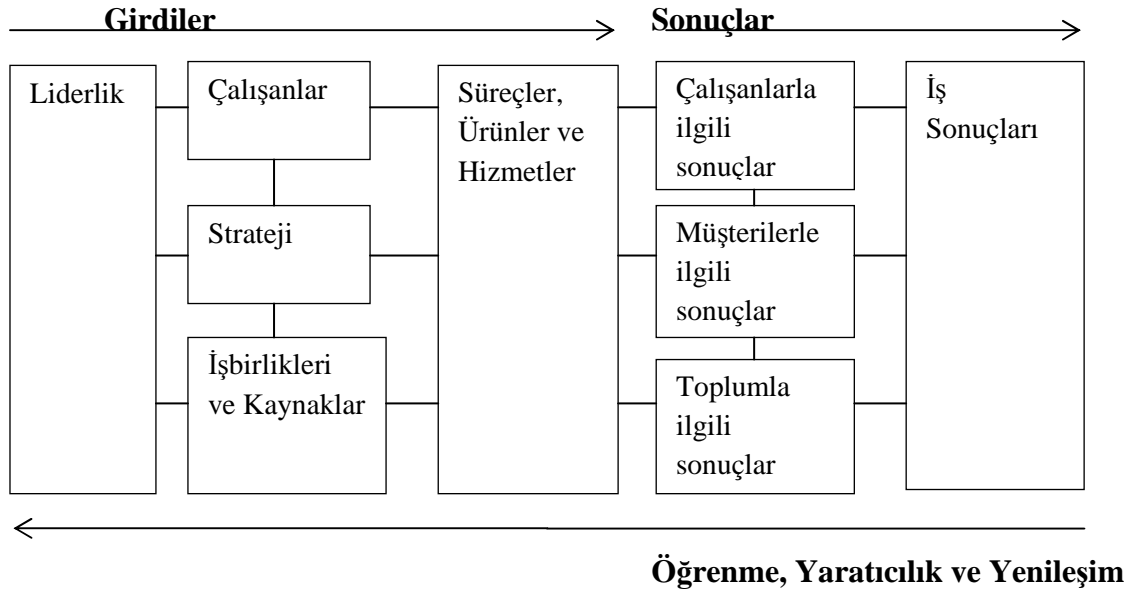 Girdiler
Sonuçlar
Liderlik
Çalışanlar
Süreçler,
Ürünler ve
Hizmetler
Çalışanlarla
ilgili
sonuçlar
İş
Sonuçları
Strateji
Müşterilerle
ilgili
sonuçlar
İşbirlikleri
ve Kaynaklar
Toplumla
ilgili
sonuçlar
Öğrenme, Yaratıcılık ve Yenileşim